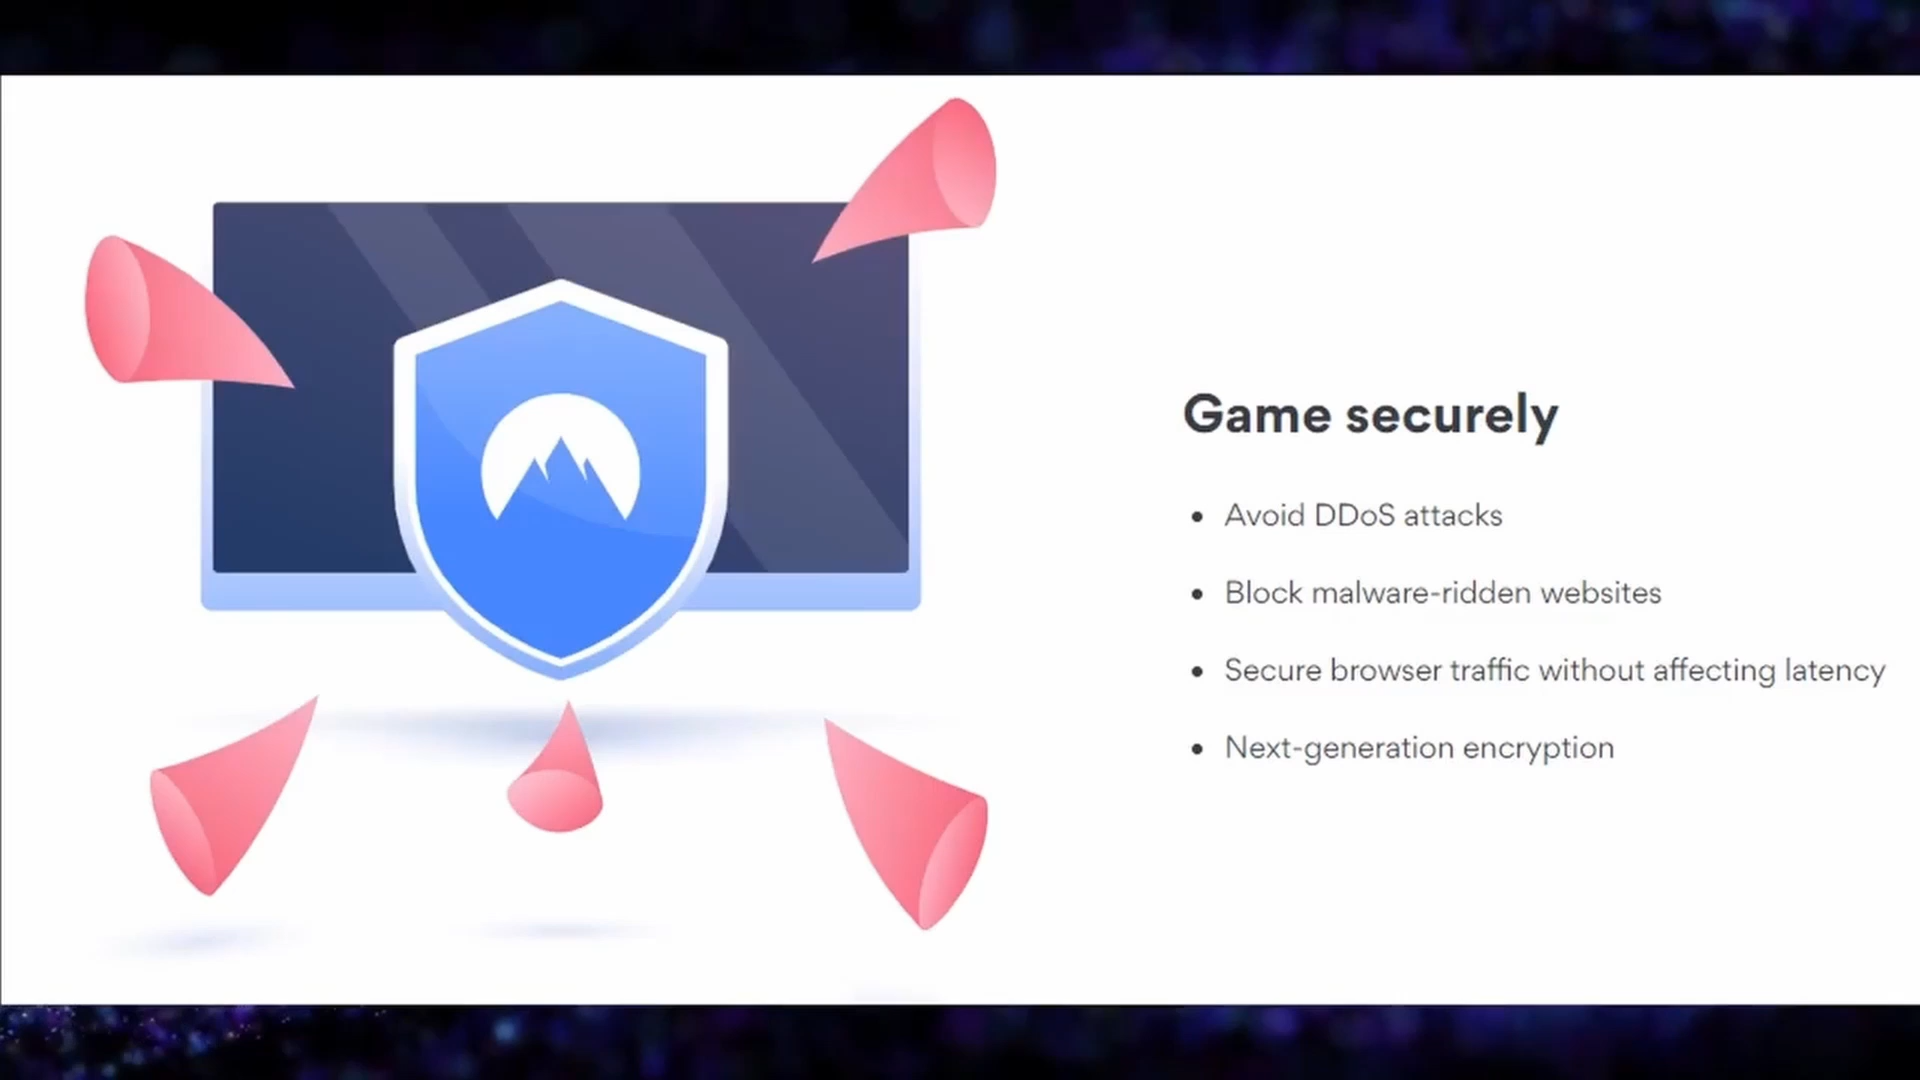 Game securely
Avoid DDoS attacks
Block malware-ridden websites
Secure browser traffic without affecting latency
Next-generation encryption